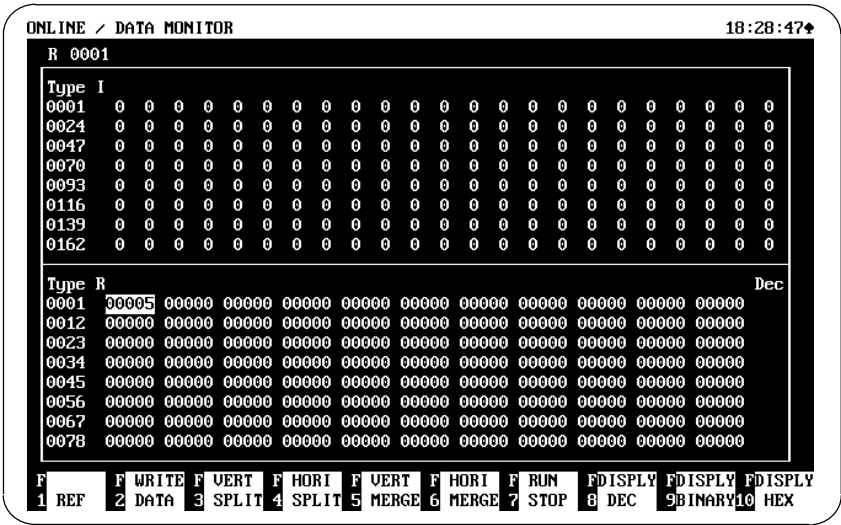 ONLINE / DATA MONITOR 18:28:47♠
R 0001
Type I
0001 0 0 0 0 0 0 0 0 0 0 0 0 0 0 0 0 0 0 0 0 0 0 0
0024 0 0 0 0 0 0 0 0 0 0 0 0 0 0 0 0 0 0 0 0 0 0 0
0047 0 0 0 0 0 0 0 0 0 0 0 0 0 0 0 0 0 0 0 0 0 0 0
0070 0 0 0 0 0 0 0 0 0 0 0 0 0 0 0 0 0 0 0 0 0 0 0
0093 0 0 0 0 0 0 0 0 0 0 0 0 0 0 0 0 0 0 0 0 0 0 0
0116 0 0 0 0 0 0 0 0 0 0 0 0 0 0 0 0 0 0 0 0 0 0 0
0139 0 0 0 0 0 0 0 0 0 0 0 0 0 0 0 0 0 0 0 0 0 0 0
0162 0 0 0 0 0 0 0 0 0 0 0 0 0 0 0 0 0 0 0 0 0 0 0
Type R Dec
0001 00005 00000 00000 00000 00000 00000 00000 00000 00000 00000 00000
0012 00000 00000 00000 00000 00000 00000 00000 00000 00000 00000 00000
0023 00000 00000 00000 00000 00000 00000 00000 00000 00000 00000 00000
0034 00000 00000 00000 00000 00000 00000 00000 00000 00000 00000 00000
0045 00000 00000 00000 00000 00000 00000 00000 00000 00000 00000 00000
0056 00000 00000 00000 00000 00000 00000 00000 00000 00000 00000 00000
0067 00000 00000 00000 00000 00000 00000 00000 00000 00000 00000 00000
0078 00000 00000 00000 00000 00000 00000 00000 00000 00000 00000 00000
F F WRITE F VERT F HORI F VERT F HORI F RUN FDISPLY FDISPLY FDISPLY
1 REF 2 DATA 3 SPLIT 4 SPLIT 5 MERGE 6 MERGE 7 STOP 8 DEC 9BINARY10 HEX